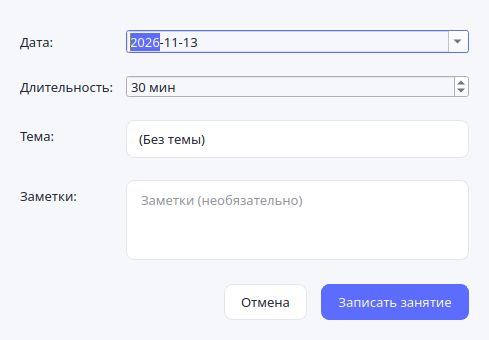 Дата: 2026-11-13
Длительность: 30 мин
Тема: (Без темы)
Заметки: Заметки (необязательно)
Отмена Записать занятие